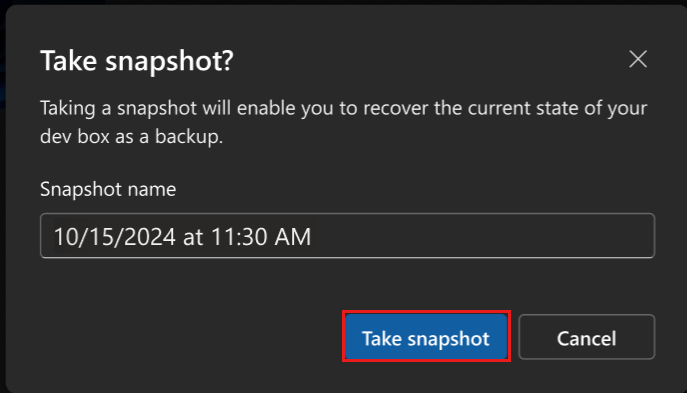 Take snapshot?
Taking a snapshot will enable you to recover the current state of your
dev box as a backup.
Snapshot name
10/15/2024 at 11:30 AM
Take snapshot
Cancel